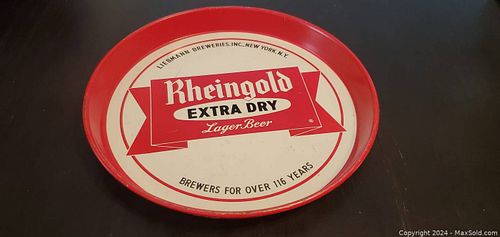 LIEBMANN BREWERIES, INC., NEW YORK, N.Y.
Rheingold
EXTRA DRY
Lager Beer
®
BREWERS FOR OVER 116 YEARS
Copyright 2024 - MaxSold.com